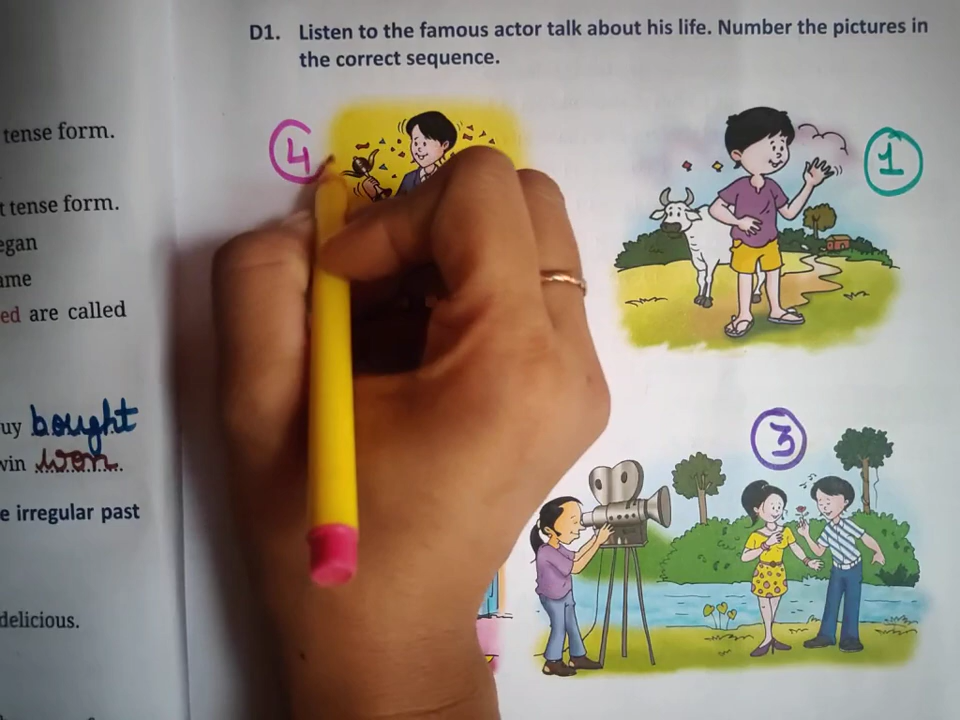 D1. Listen to the famous actor talk about his life. Number the pictures in
the correct sequence.
tense form.
t tense form.
egan
ame
ed are called
uy bought
win won
e irregular past
delicious.
4
1
3